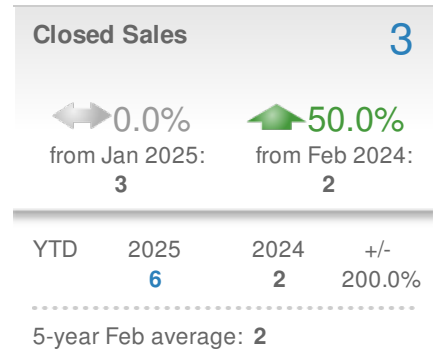 Closed Sales 3
0.0% 50.0%
from Jan 2025: from Feb 2024:
3 2
YTD 2025 2024 +/-
6 2 200.0%
5-year Feb average: 2